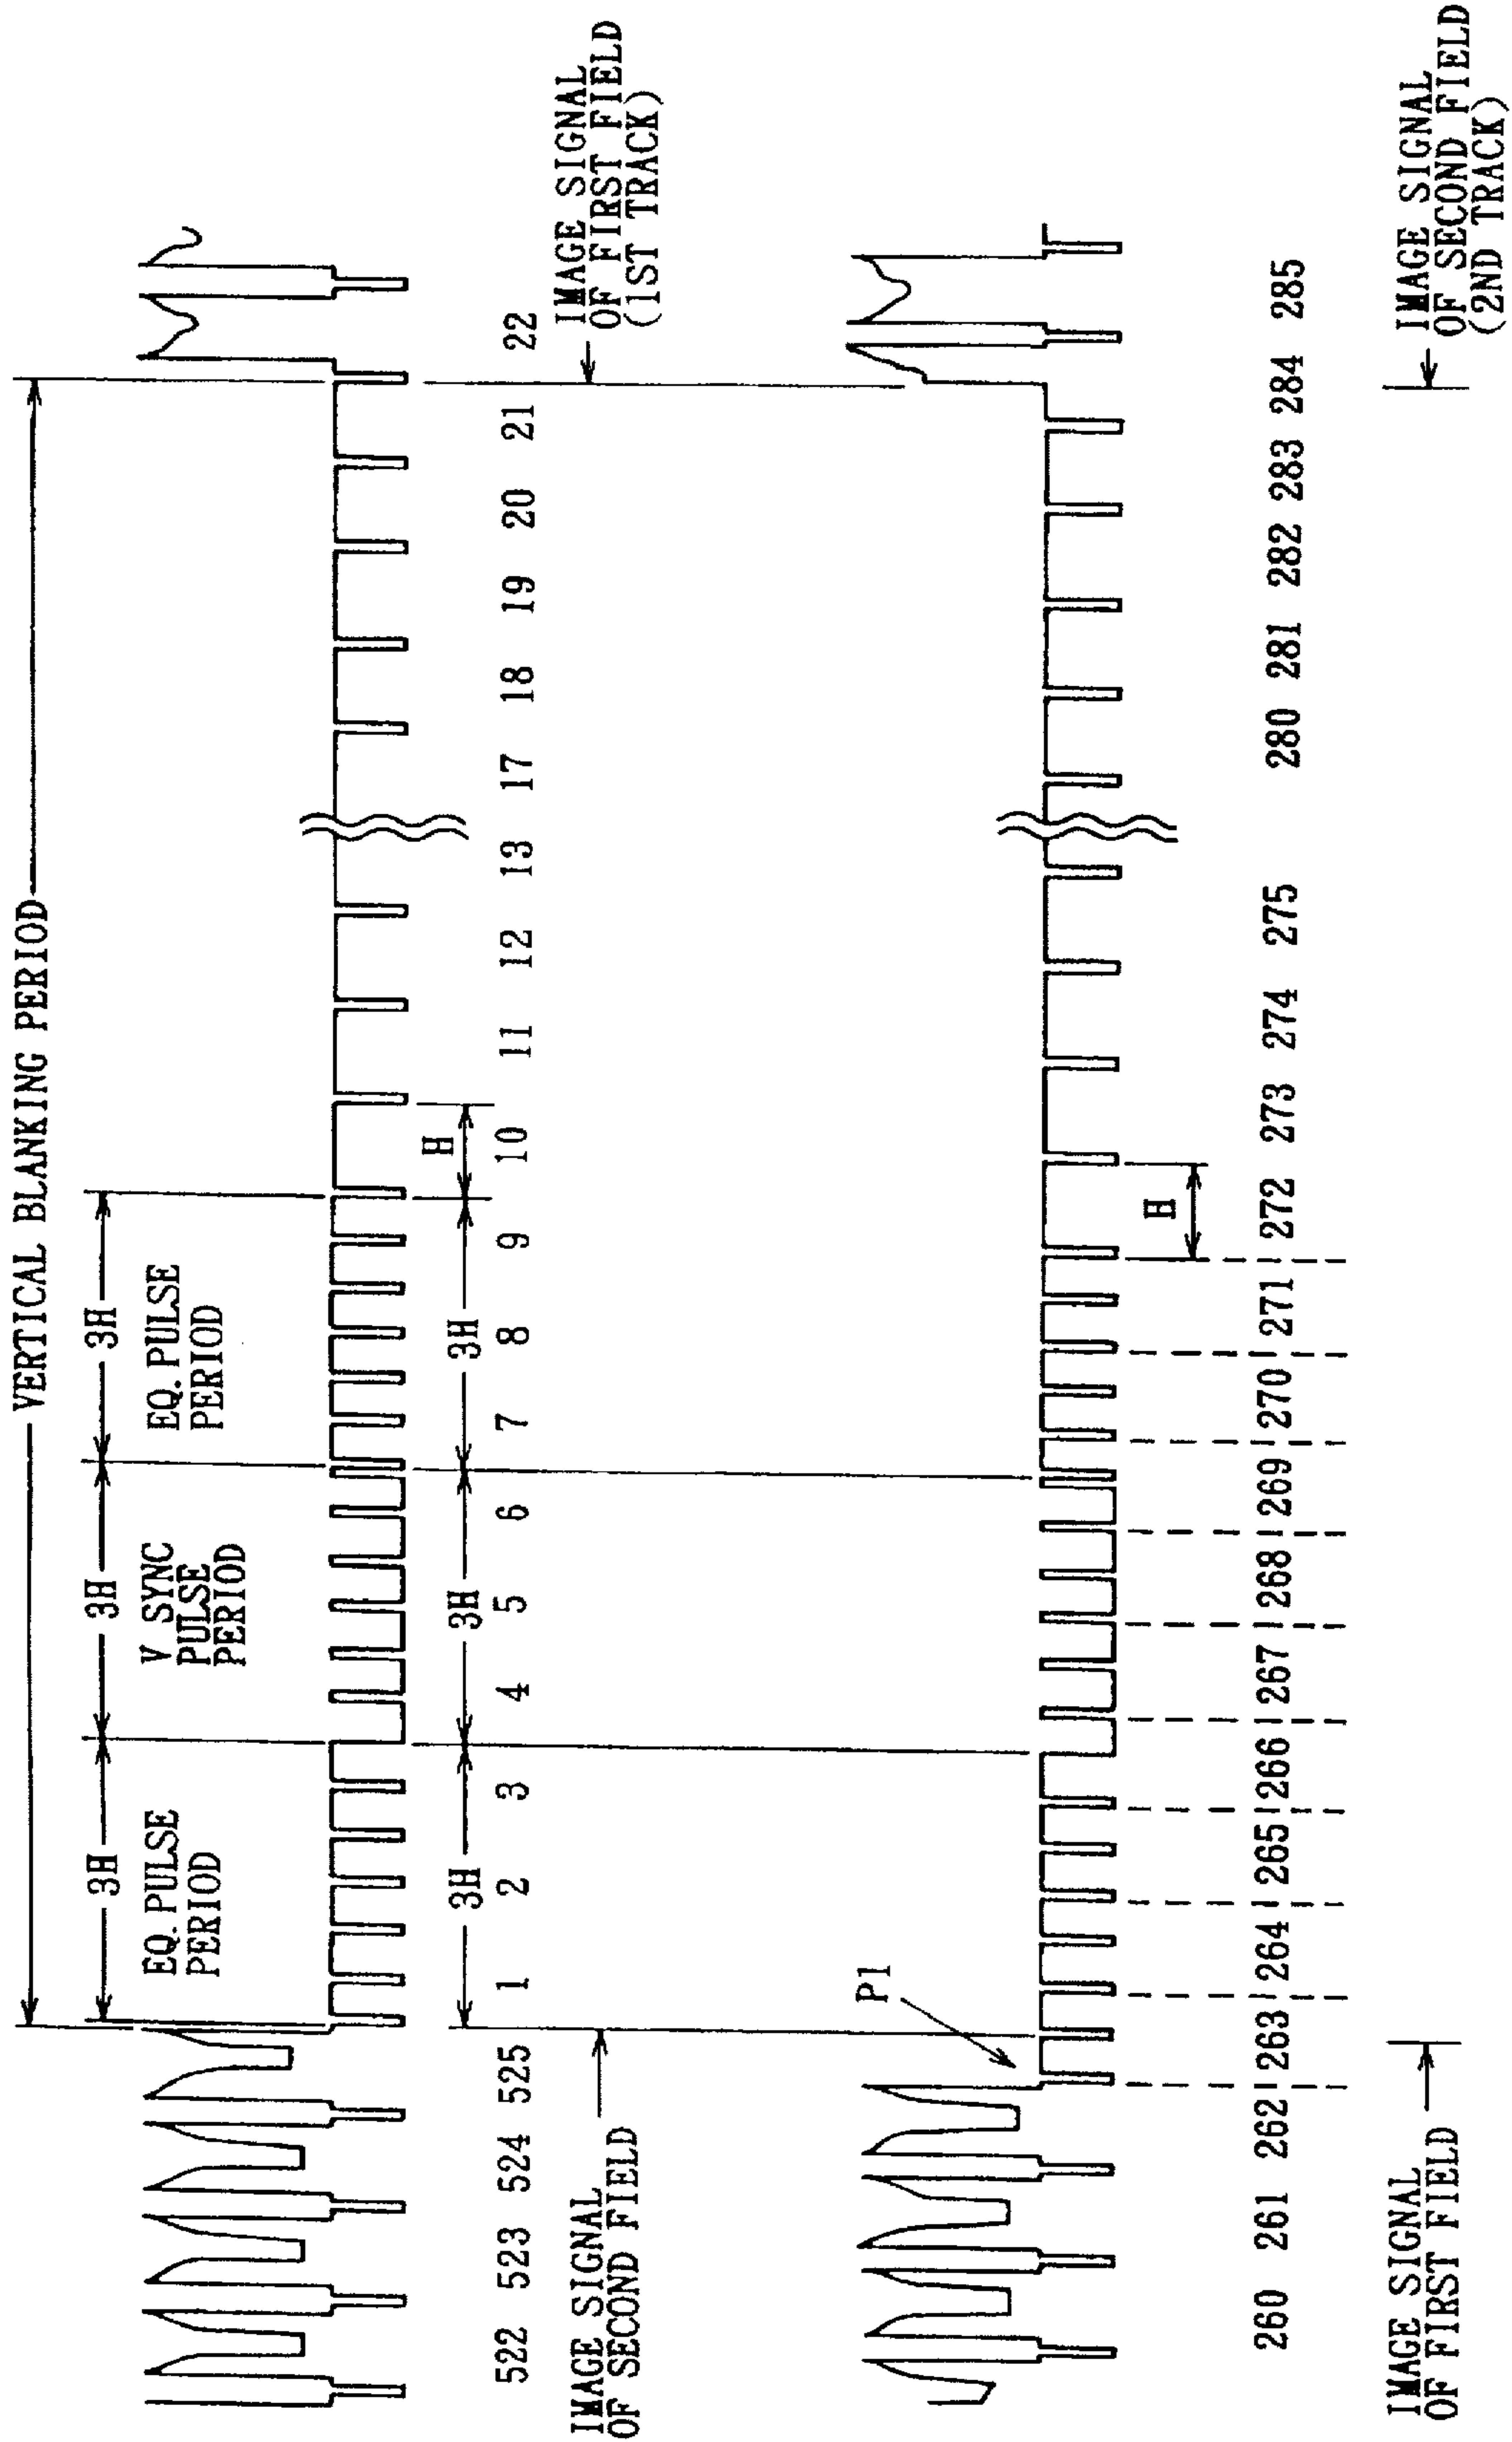 VERTICAL BLANKING PERIOD
3H 3H 3H
EQ.PULSE
PERIOD
V SYNC
PULSE
PERIOD
EQ.PULSE
PERIOD
3H 3H 3H H
522 523 524 525 1 2 3 4 5 6 7 8 9 10 11 12 13 17 18 19 20 21 22
IMAGE SIGNAL
OF SECOND FIELD
IMAGE SIGNAL
OF FIRST FIELD
(1ST TRACK)
P1
H
260 261 262 263 264 265 266 267 268 269 270 271 272 273 274 275 280 281 282 283 284 285
IMAGE SIGNAL
OF FIRST FIELD
IMAGE SIGNAL
OF SECOND FIELD
(2ND TRACK)